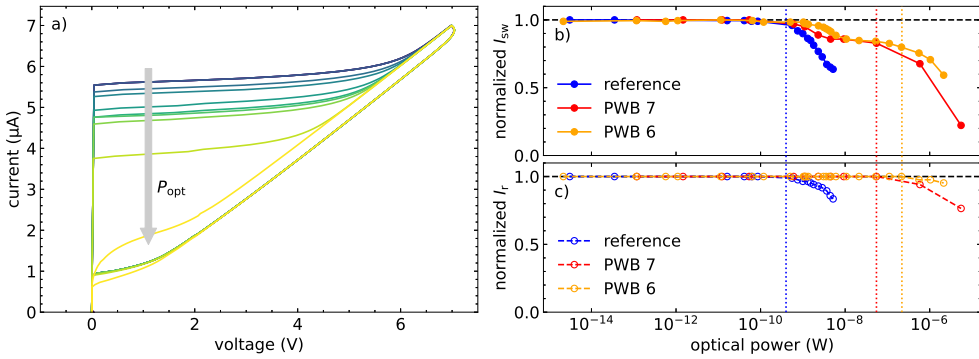 a)
7
6
5
4
3
2
1
0
current (µA)
P_opt
0
2
4
6
voltage (V)
b)
1.0
0.5
0.0
normalized I_sw
reference
PWB 7
PWB 6
c)
1.0
0.5
normalized I_r
reference
PWB 7
PWB 6
10⁻¹⁴
10⁻¹²
10⁻¹⁰
10⁻⁸
10⁻⁶
optical power (W)